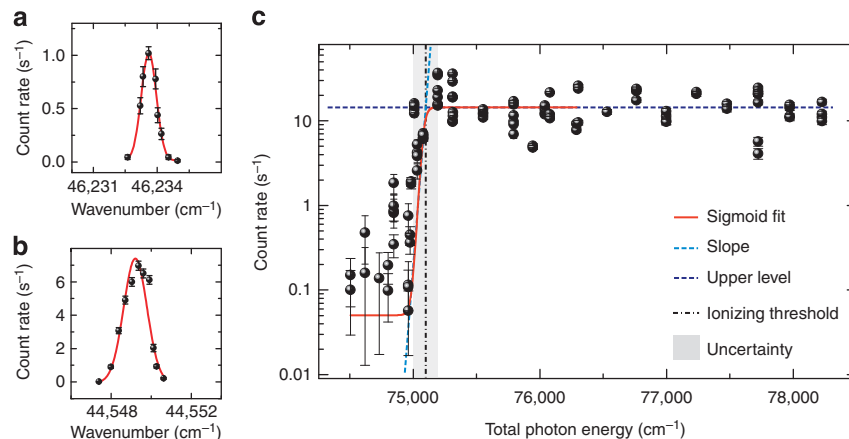 a
Count rate (s⁻¹)
1.0
0.5
0.0
46,231
46,234
Wavenumber (cm⁻¹)
b
Count rate (s⁻¹)
6
4
2
0
44,548
44,552
Wavenumber (cm⁻¹)
c
Count rate (s⁻¹)
100
10
1
0.1
0.01
75,000
76,000
77,000
78,000
Total photon energy (cm⁻¹)
Sigmoid fit
Slope
Upper level
Ionizing threshold
Uncertainty